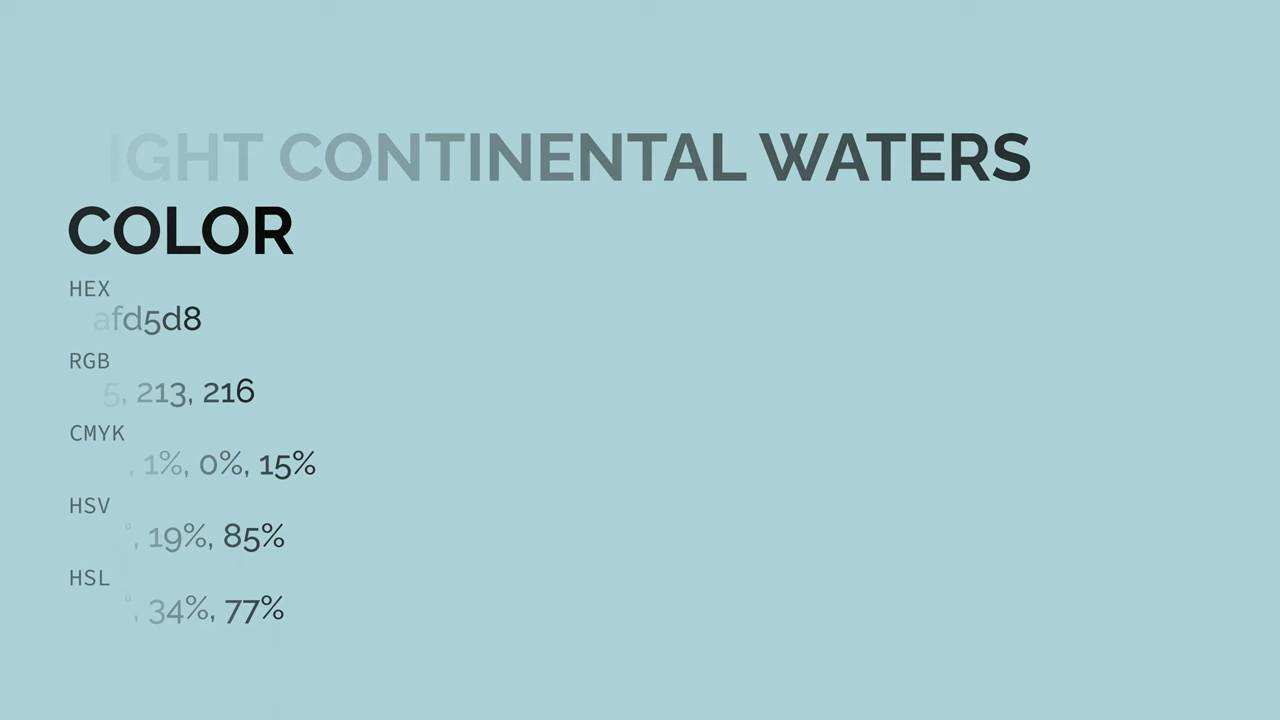 IGHT CONTINENTAL WATERS
COLOR
HEX
afd5d8
RGB
5, 213, 216
CMYK
, 1%, 0%, 15%
HSV
°, 19%, 85%
HSL
°, 34%, 77%